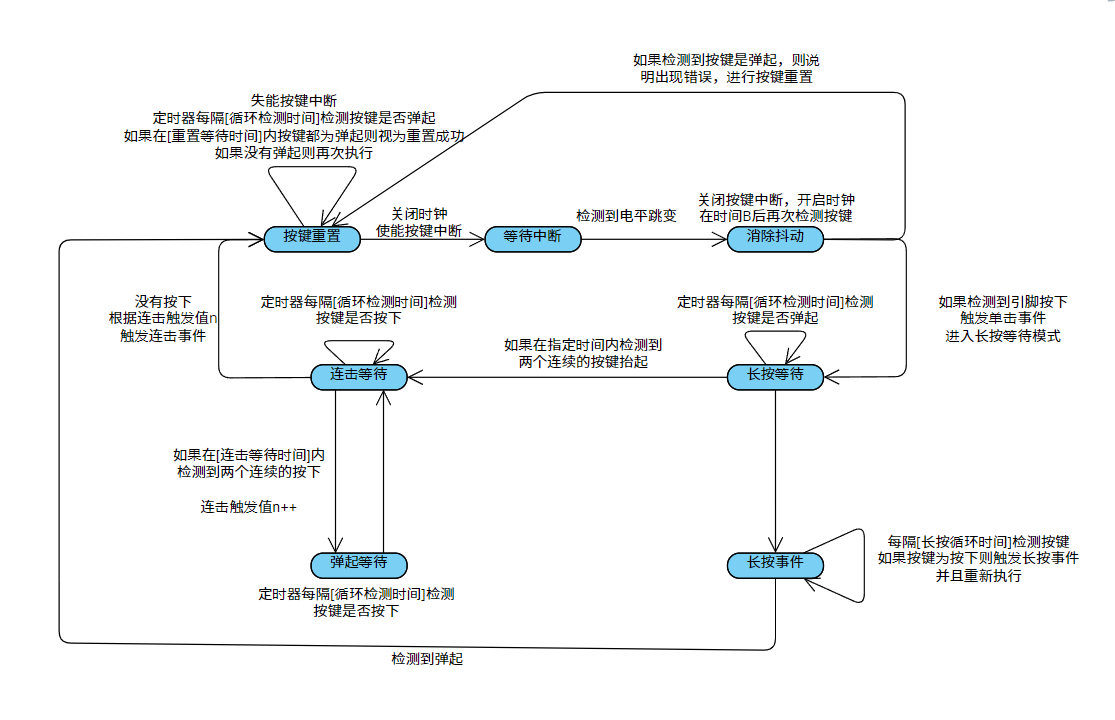 如果检测到按键是弹起，则说
明出现错误，进行按键重置
失能按键中断
定时器每隔[循环检测时间]检测按键是否弹起
如果在[重置等待时间]内按键都为弹起则视为重置成功
如果没有弹起则再次执行
关闭按键中断，开启时钟
在时间B后再次检测按键
检测到电平跳变
关闭时钟
使能按键中断
按键重置
等待中断
消除抖动
没有按下
根据连击触发值n
触发连击事件
定时器每隔[循环检测时间]检测
按键是否按下
定时器每隔[循环检测时间]检测
按键是否弹起
如果检测到引脚按下
触发单击事件
进入长按等待模式
如果在指定时间内检测到
两个连续的按键抬起
连击等待
长按等待
如果在[连击等待时间]内
检测到两个连续的按下
连击触发值n++
弹起等待
长按事件
每隔[长按循环时间]检测按键
如果按键为按下则触发长按事件
并且重新执行
定时器每隔[循环检测时间]检测
按键是否按下
检测到弹起